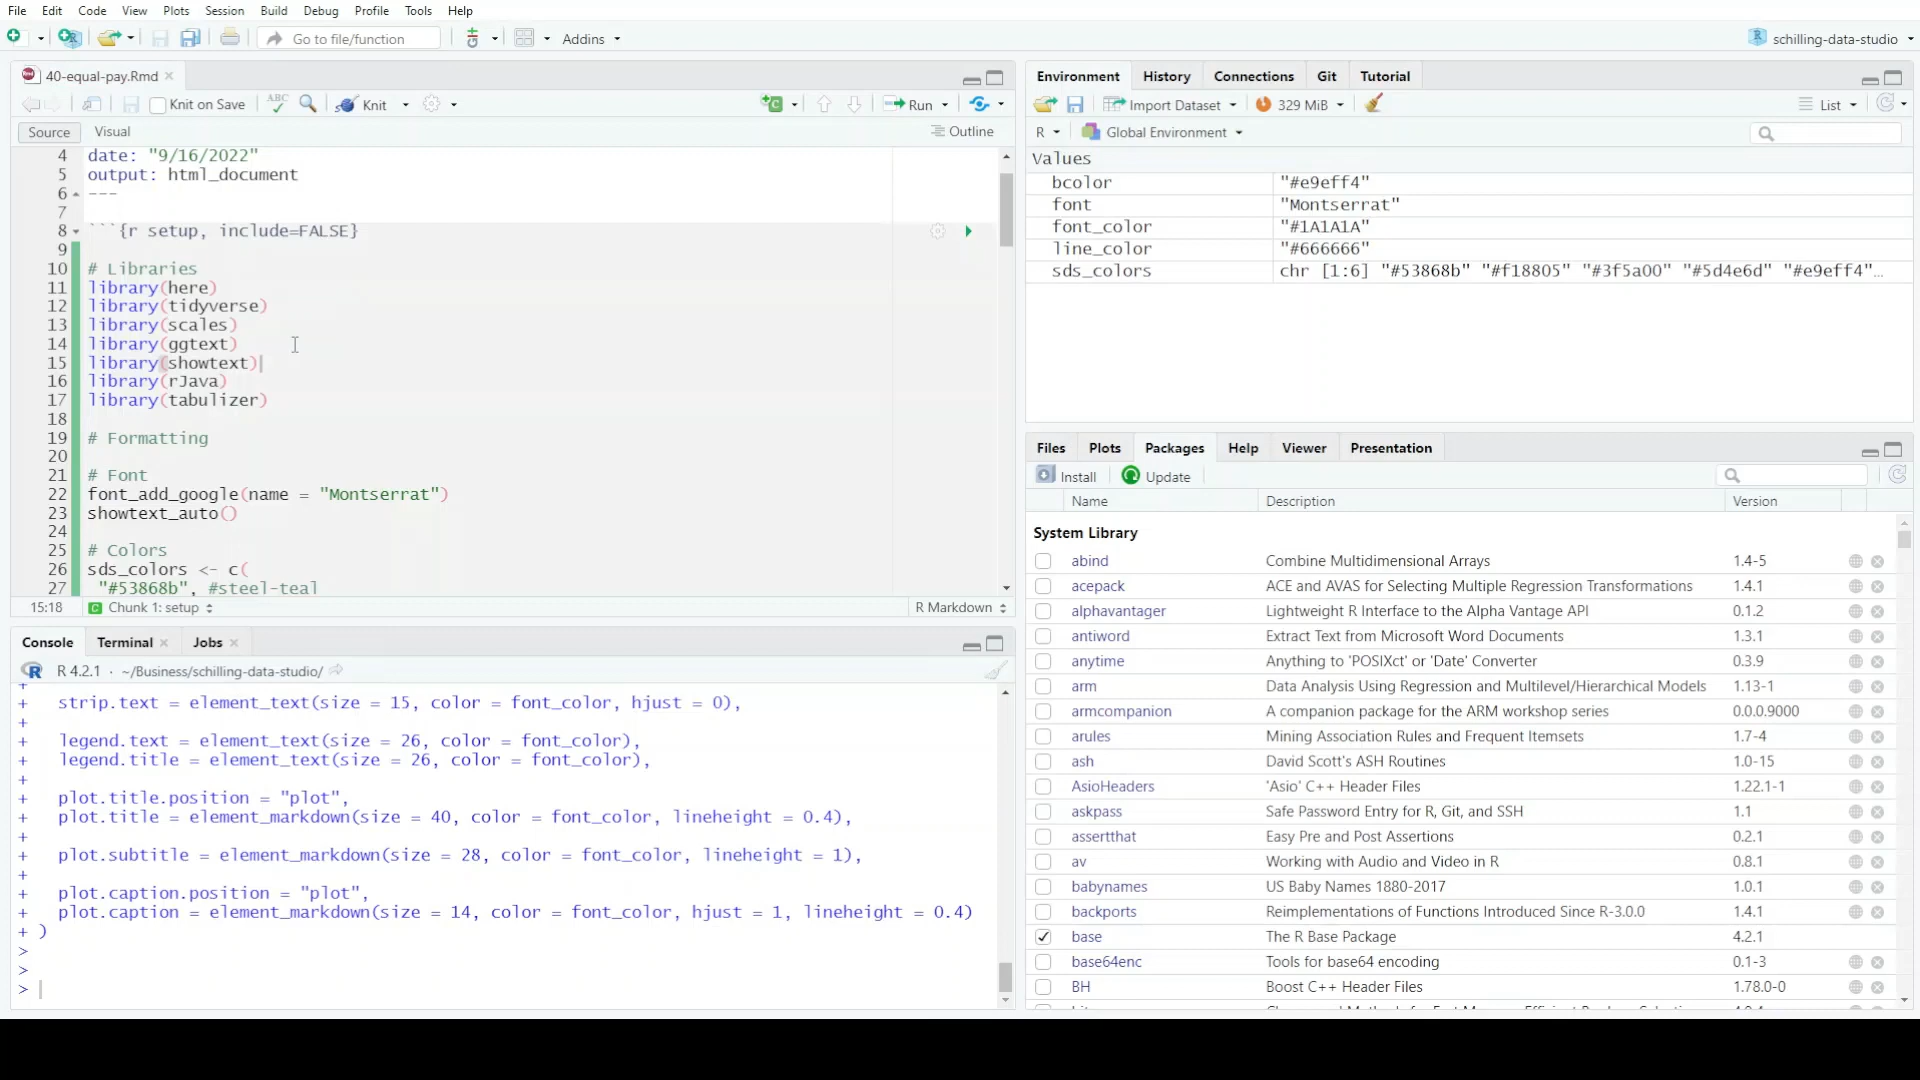 File Edit Code View Plots Session Build Debug Profile Tools Help
Go to file/function Addins schilling-data-studio
40-equal-pay.Rmd
Knit on Save ABC Knit Run
Source Visual Outline
4 date: "9/16/2022"
5 output: html_document
6 ---
7
8 ```{r setup, include=FALSE}
9
10 # Libraries
11 library(here)
12 library(tidyverse)
13 library(scales)
14 library(ggtext)
15 library(showtext)
16 library(rJava)
17 library(tabulizer)
18
19 # Formatting
20
21 # Font
22 font_add_google(name = "Montserrat")
23 showtext_auto()
24
25 # Colors
26 sds_colors <- c(
27 "#53868b", #steel-teal
15:18 Chunk 1: setup R Markdown
Console Terminal Jobs
R 4.2.1 · ~/Business/schilling-data-studio/
+
+ strip.text = element_text(size = 15, color = font_color, hjust = 0),
+
+ legend.text = element_text(size = 26, color = font_color),
+ legend.title = element_text(size = 26, color = font_color),
+
+ plot.title.position = "plot",
+ plot.title = element_markdown(size = 40, color = font_color, lineheight = 0.4),
+
+ plot.subtitle = element_markdown(size = 28, color = font_color, lineheight = 1),
+
+ plot.caption.position = "plot",
+ plot.caption = element_markdown(size = 14, color = font_color, hjust = 1, lineheight = 0.4)
+ )
>
>
>
Environment History Connections Git Tutorial
Import Dataset 329 MiB List
R Global Environment
Values
bcolor "#e9eff4"
font "Montserrat"
font_color "#1A1A1A"
line_color "#666666"
sds_colors chr [1:6] "#53868b" "#f18805" "#3f5a00" "#5d4e6d" "#e9eff4"...
Files Plots Packages Help Viewer Presentation
Install Update
Name Description Version
System Library
abind Combine Multidimensional Arrays 1.4-5
acepack ACE and AVAS for Selecting Multiple Regression Transformations 1.4.1
alphavantager Lightweight R Interface to the Alpha Vantage API 0.1.2
antiword Extract Text from Microsoft Word Documents 1.3.1
anytime Anything to 'POSIXct' or 'Date' Converter 0.3.9
arm Data Analysis Using Regression and Multilevel/Hierarchical Models 1.13-1
armcompanion A companion package for the ARM workshop series 0.0.0.9000
arules Mining Association Rules and Frequent Itemsets 1.7-4
ash David Scott's ASH Routines 1.0-15
AsioHeaders 'Asio' C++ Header Files 1.22.1-1
askpass Safe Password Entry for R, Git, and SSH 1.1
assertthat Easy Pre and Post Assertions 0.2.1
av Working with Audio and Video in R 0.8.1
babynames US Baby Names 1880-2017 1.0.1
backports Reimplementations of Functions Introduced Since R-3.0.0 1.4.1
base The R Base Package 4.2.1
base64enc Tools for base64 encoding 0.1-3
BH Boost C++ Header Files 1.78.0-0